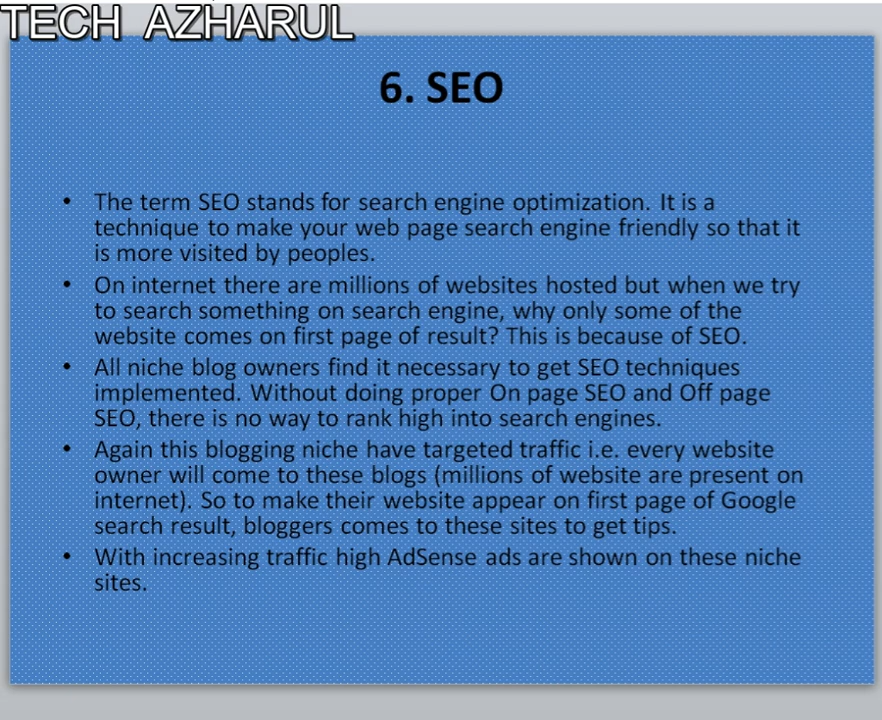 TECH AZHARUL
6. SEO
• The term SEO stands for search engine optimization. It is a
technique to make your web page search engine friendly so that it
is more visited by peoples.
• On internet there are millions of websites hosted but when we try
to search something on search engine, why only some of the
website comes on first page of result? This is because of SEO.
• All niche blog owners find it necessary to get SEO techniques
implemented. Without doing proper On page SEO and Off page
SEO, there is no way to rank high into search engines.
• Again this blogging niche have targeted traffic i.e. every website
owner will come to these blogs (millions of website are present on
internet). So to make their website appear on first page of Google
search result, bloggers comes to these sites to get tips.
• With increasing traffic high AdSense ads are shown on these niche
sites.